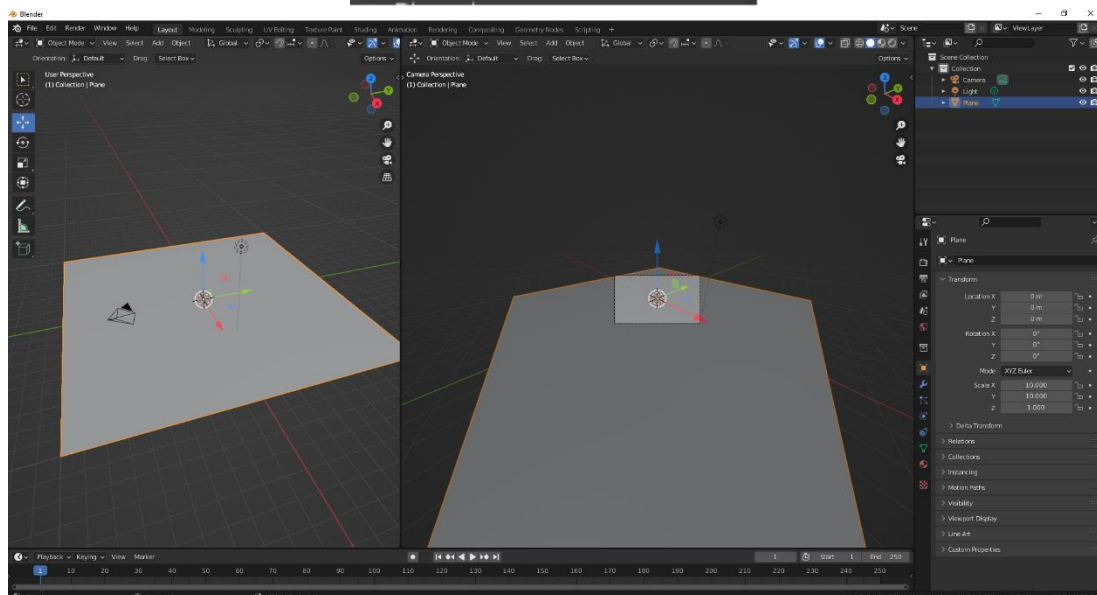 Blender
File Edit Render Window Help Layout Modeling Sculpting UV Editing Texture Paint Shading Animation Rendering Compositing Geometry Nodes Scripting + Scene ViewLayer
Object Mode View Select Add Object Global Object Mode View Select Add Object Global
Orientation: Default Drag: Select Box Options Orientation: Default Drag: Select Box Options
User Perspective
(1) Collection | Plane
Camera Perspective
(1) Collection | Plane
Scene Collection
Collection
Camera
Light
Plane
Plane
Plane
Transform
Location X 0 m
Y 0 m
Z 0 m
Rotation X 0°
Y 0°
Z 0°
Mode XYZ Euler
Scale X 10.000
Y 10.000
Z 1.000
Delta Transform
Relations
Collections
Instancing
Motion Paths
Visibility
Viewport Display
Line Art
Custom Properties
Playback Keying View Marker 1 Start 1 End 250
1 10 20 30 40 50 60 70 80 90 100 110 120 130 140 150 160 170 180 190 200 210 220 230 240 250